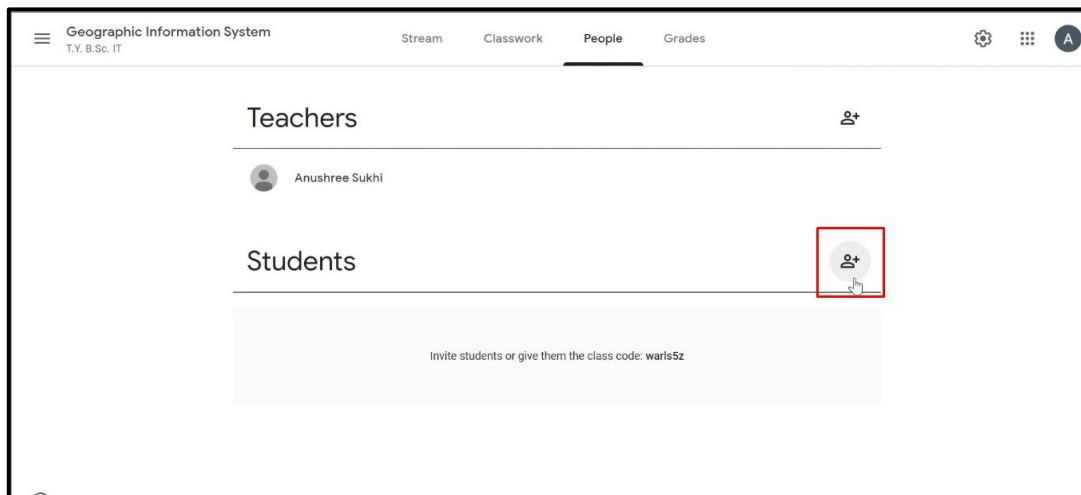 Geographic Information System
T.Y. B.Sc. IT
Stream Classwork People Grades
A
Teachers
Anushree Sukhi
Students
Invite students or give them the class code: warls5z